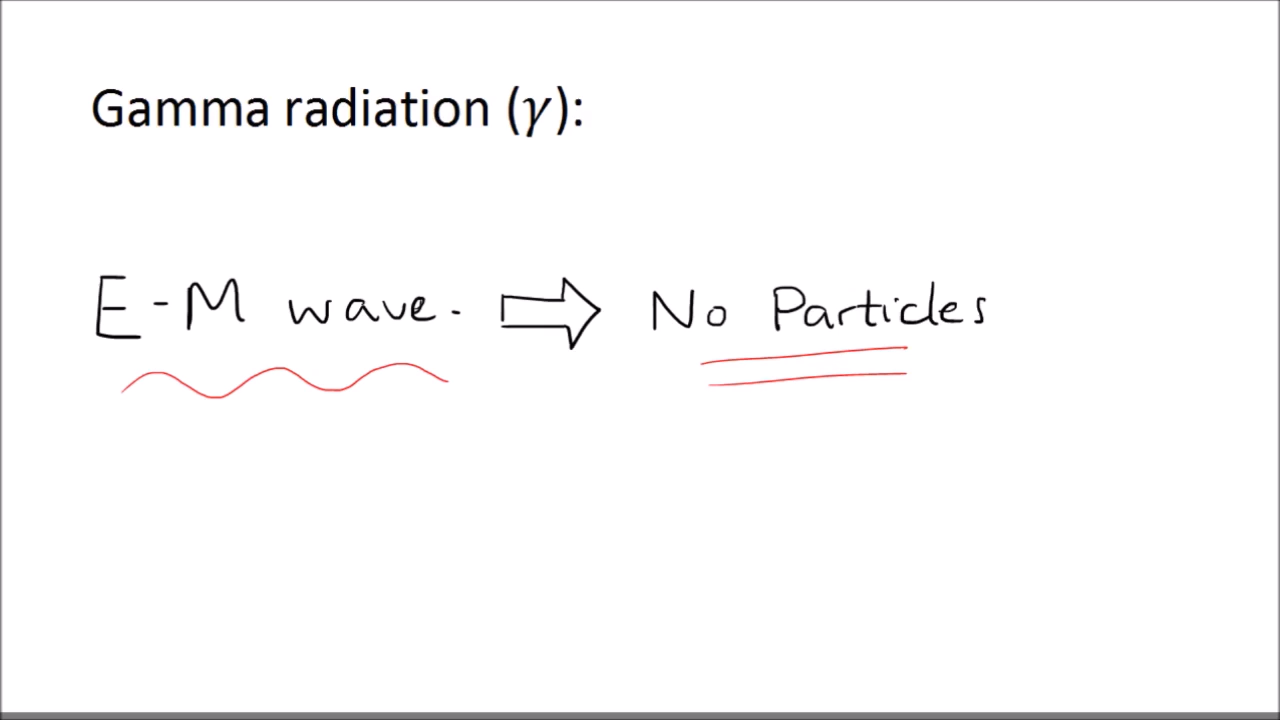 Gamma radiation (γ):
E-M wave. ⇨ No Particles